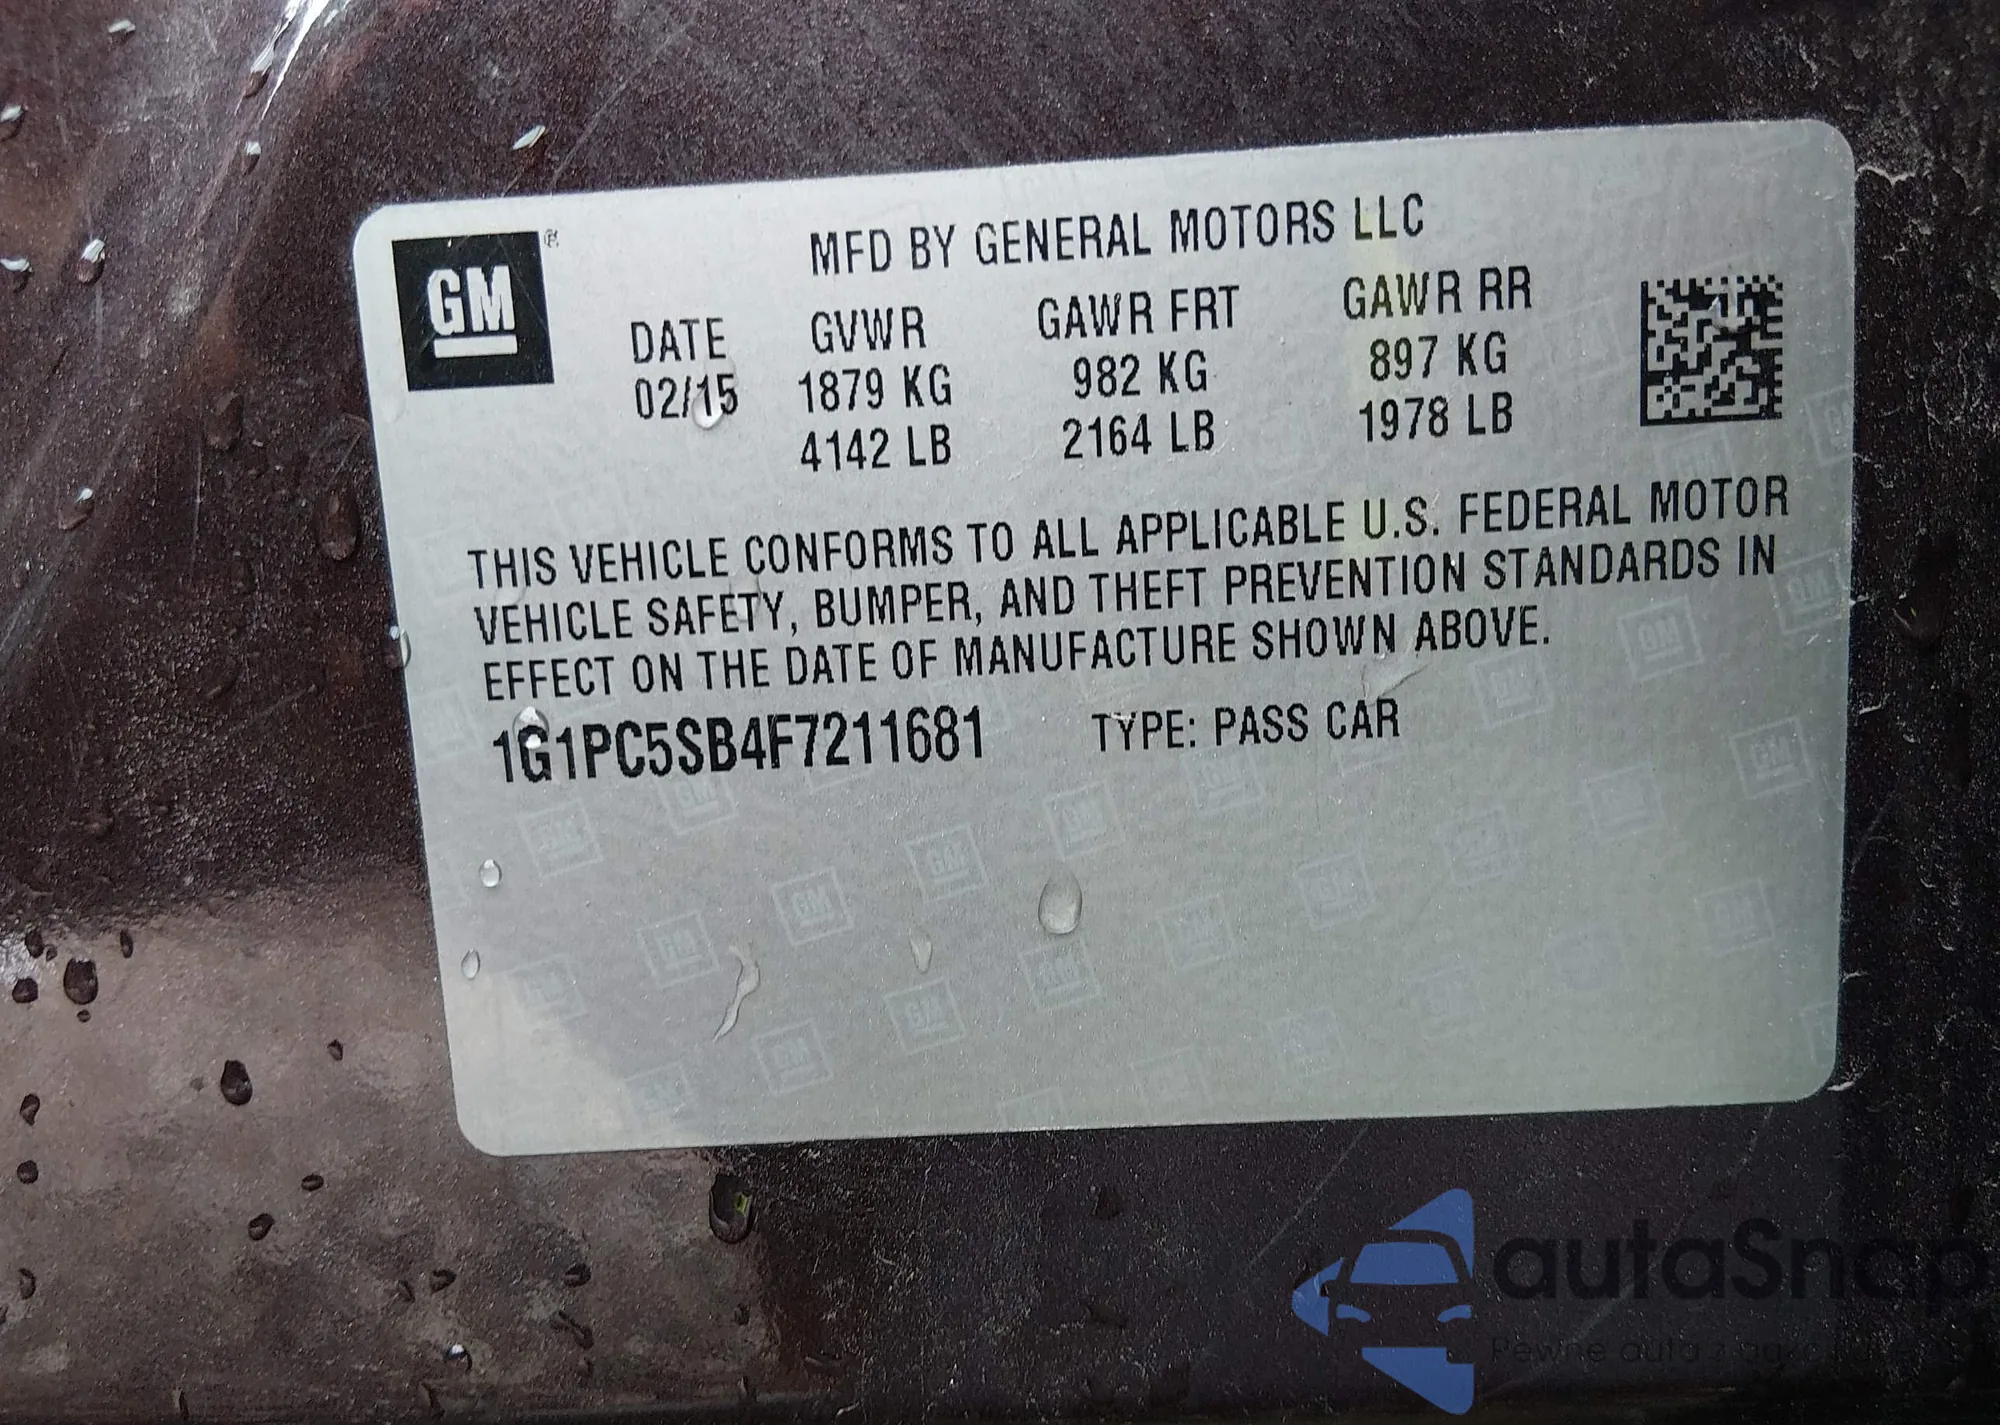 GM ®
MFD BY GENERAL MOTORS LLC
DATE GVWR GAWR FRT GAWR RR
02/15 1879 KG 982 KG 897 KG
4142 LB 2164 LB 1978 LB
THIS VEHICLE CONFORMS TO ALL APPLICABLE U.S. FEDERAL MOTOR
VEHICLE SAFETY, BUMPER, AND THEFT PREVENTION STANDARDS IN
EFFECT ON THE DATE OF MANUFACTURE SHOWN ABOVE.
1G1PC5SB4F7211681 TYPE: PASS CAR
autaSnap
Pewne auta z